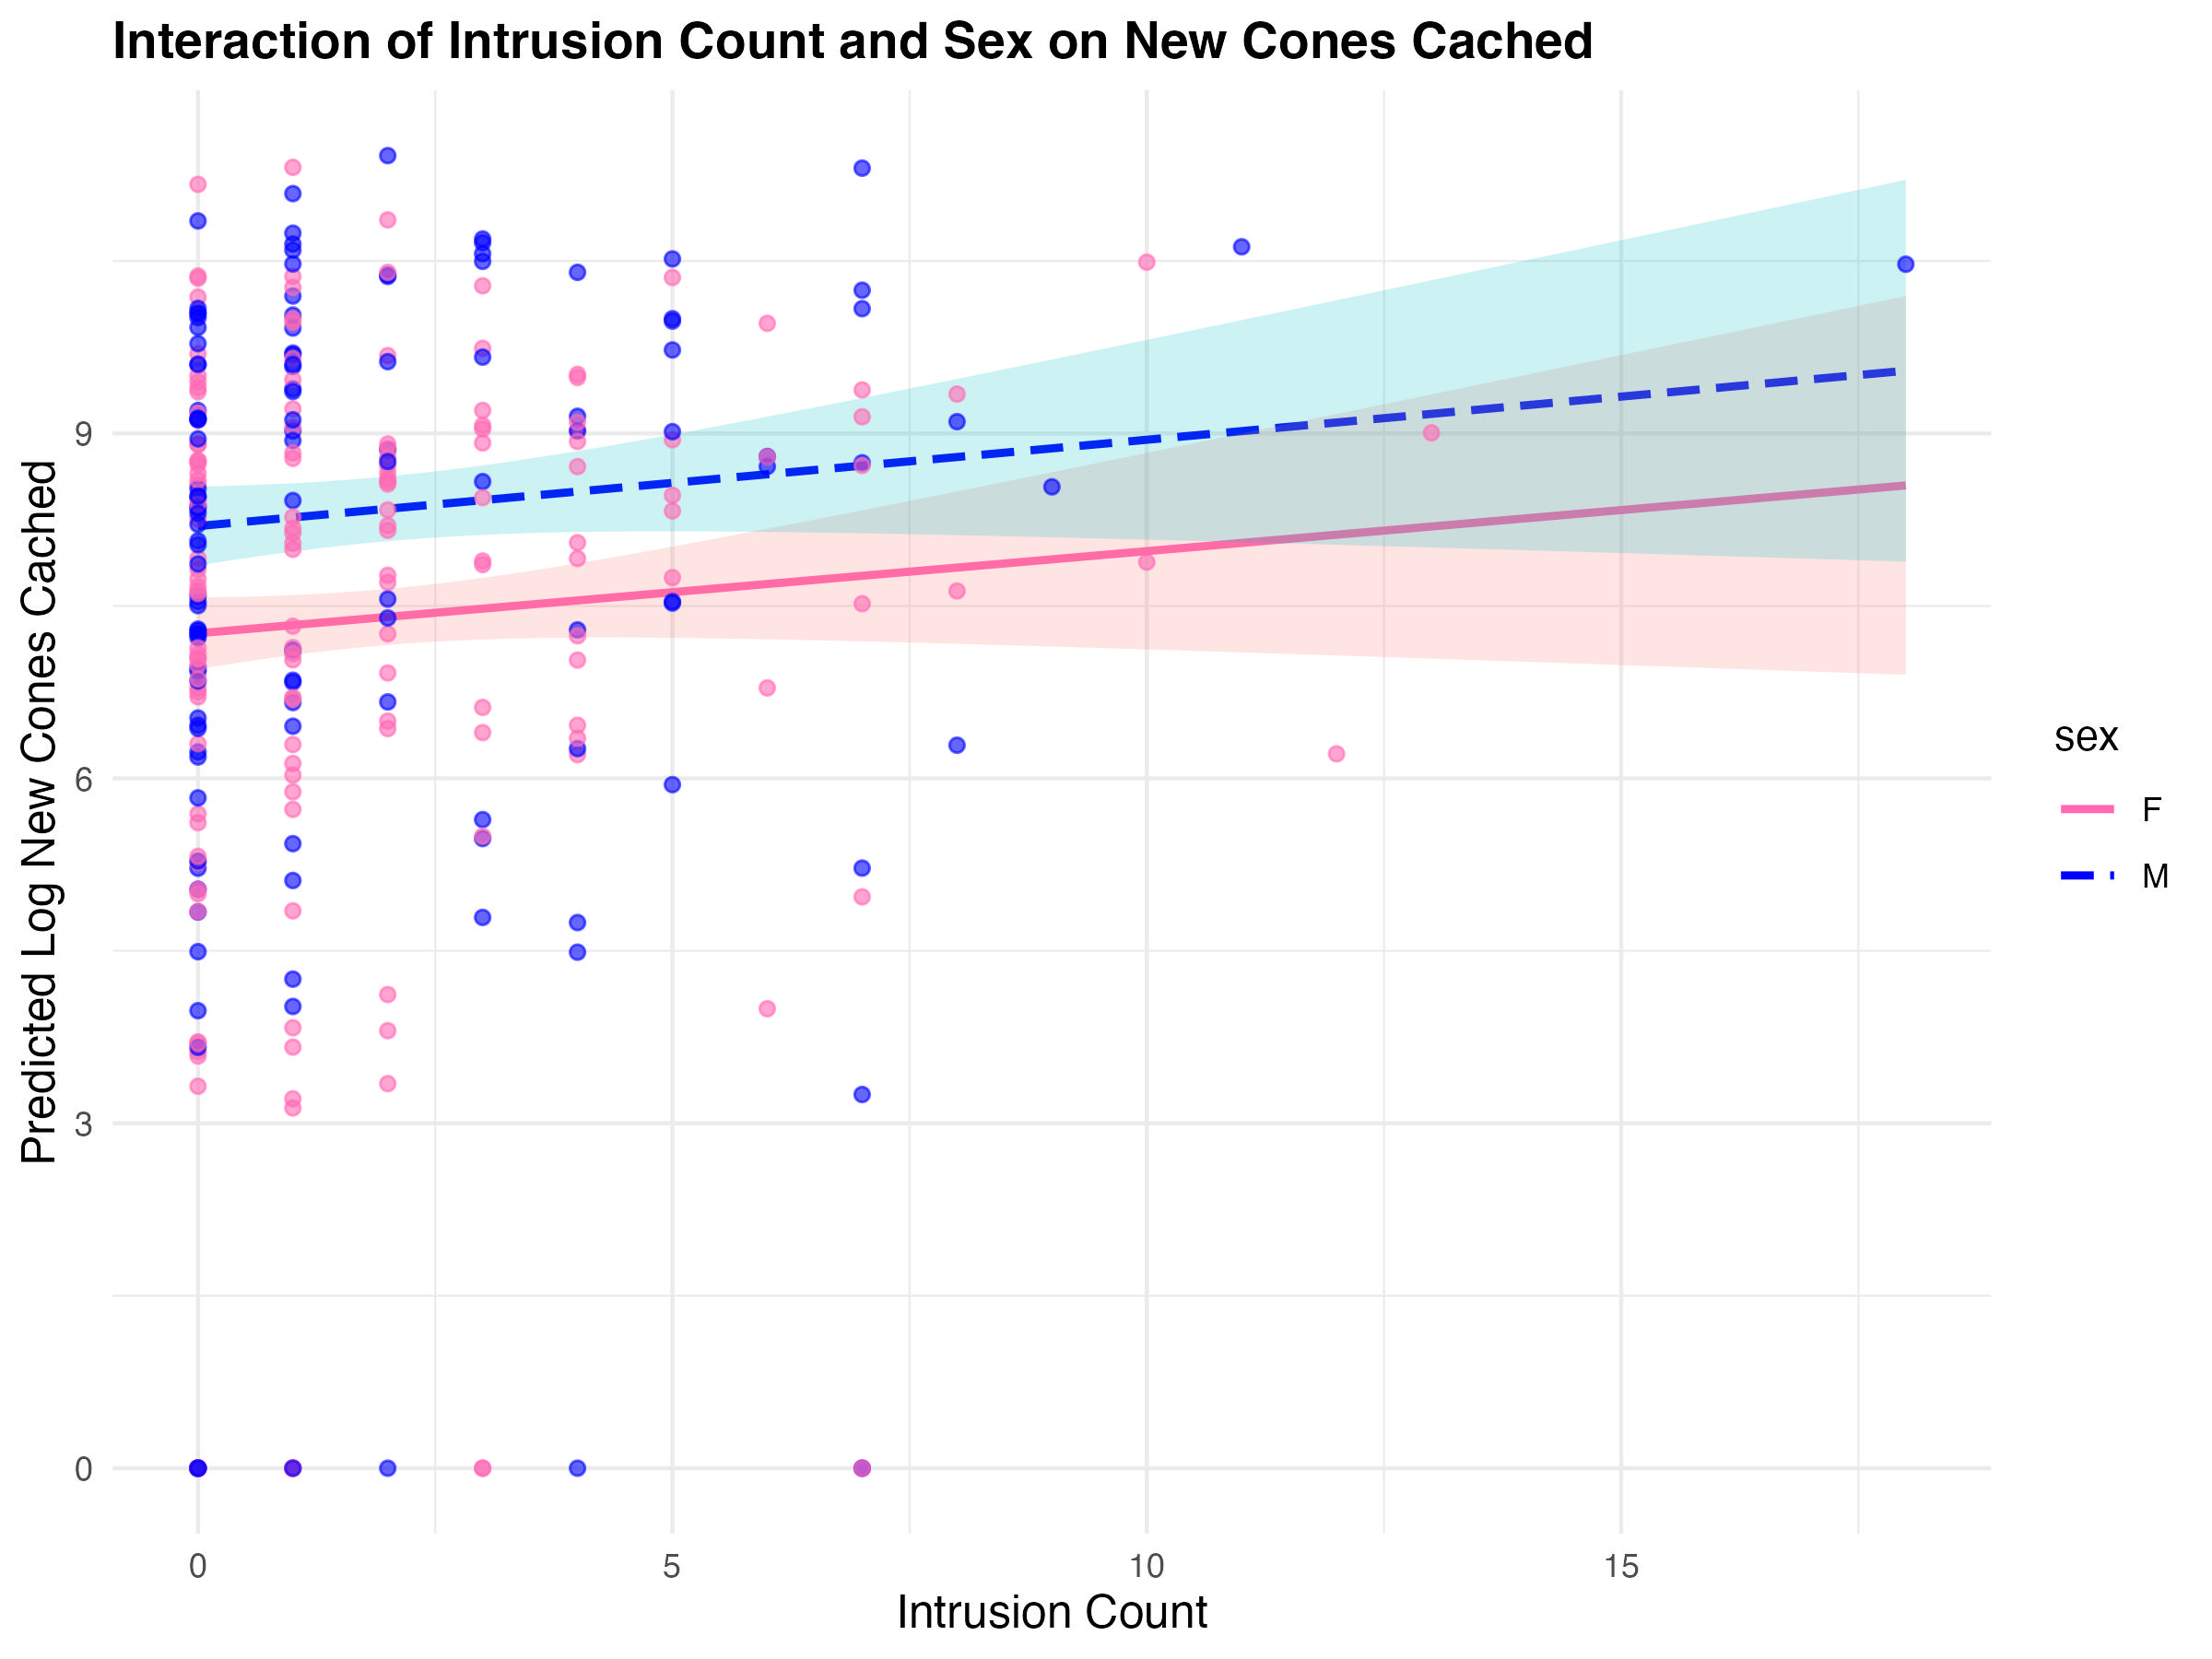 Interaction of Intrusion Count and Sex on New Cones Cached
Predicted Log New Cones Cached
9
6
3
0
0 5 10 15
Intrusion Count
sex
F
M